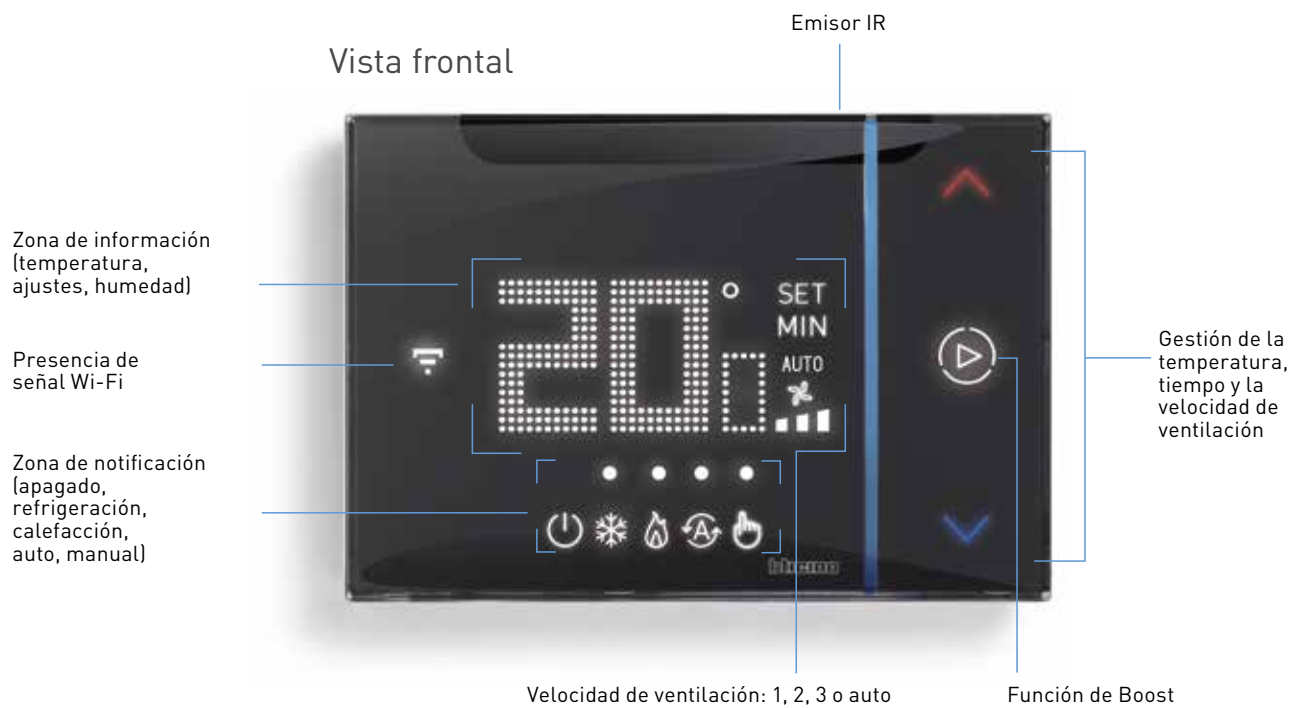 Emisor IR
Vista frontal
Zona de información
(temperatura,
ajustes, humedad)
Presencia de
señal Wi-Fi
Zona de notificación
(apagado,
refrigeración,
calefacción,
auto, manual)
20°
SET
MIN
AUTO
A
bticino
Gestión de la
temperatura,
tiempo y la
velocidad de
ventilación
Velocidad de ventilación: 1, 2, 3 o auto
Función de Boost